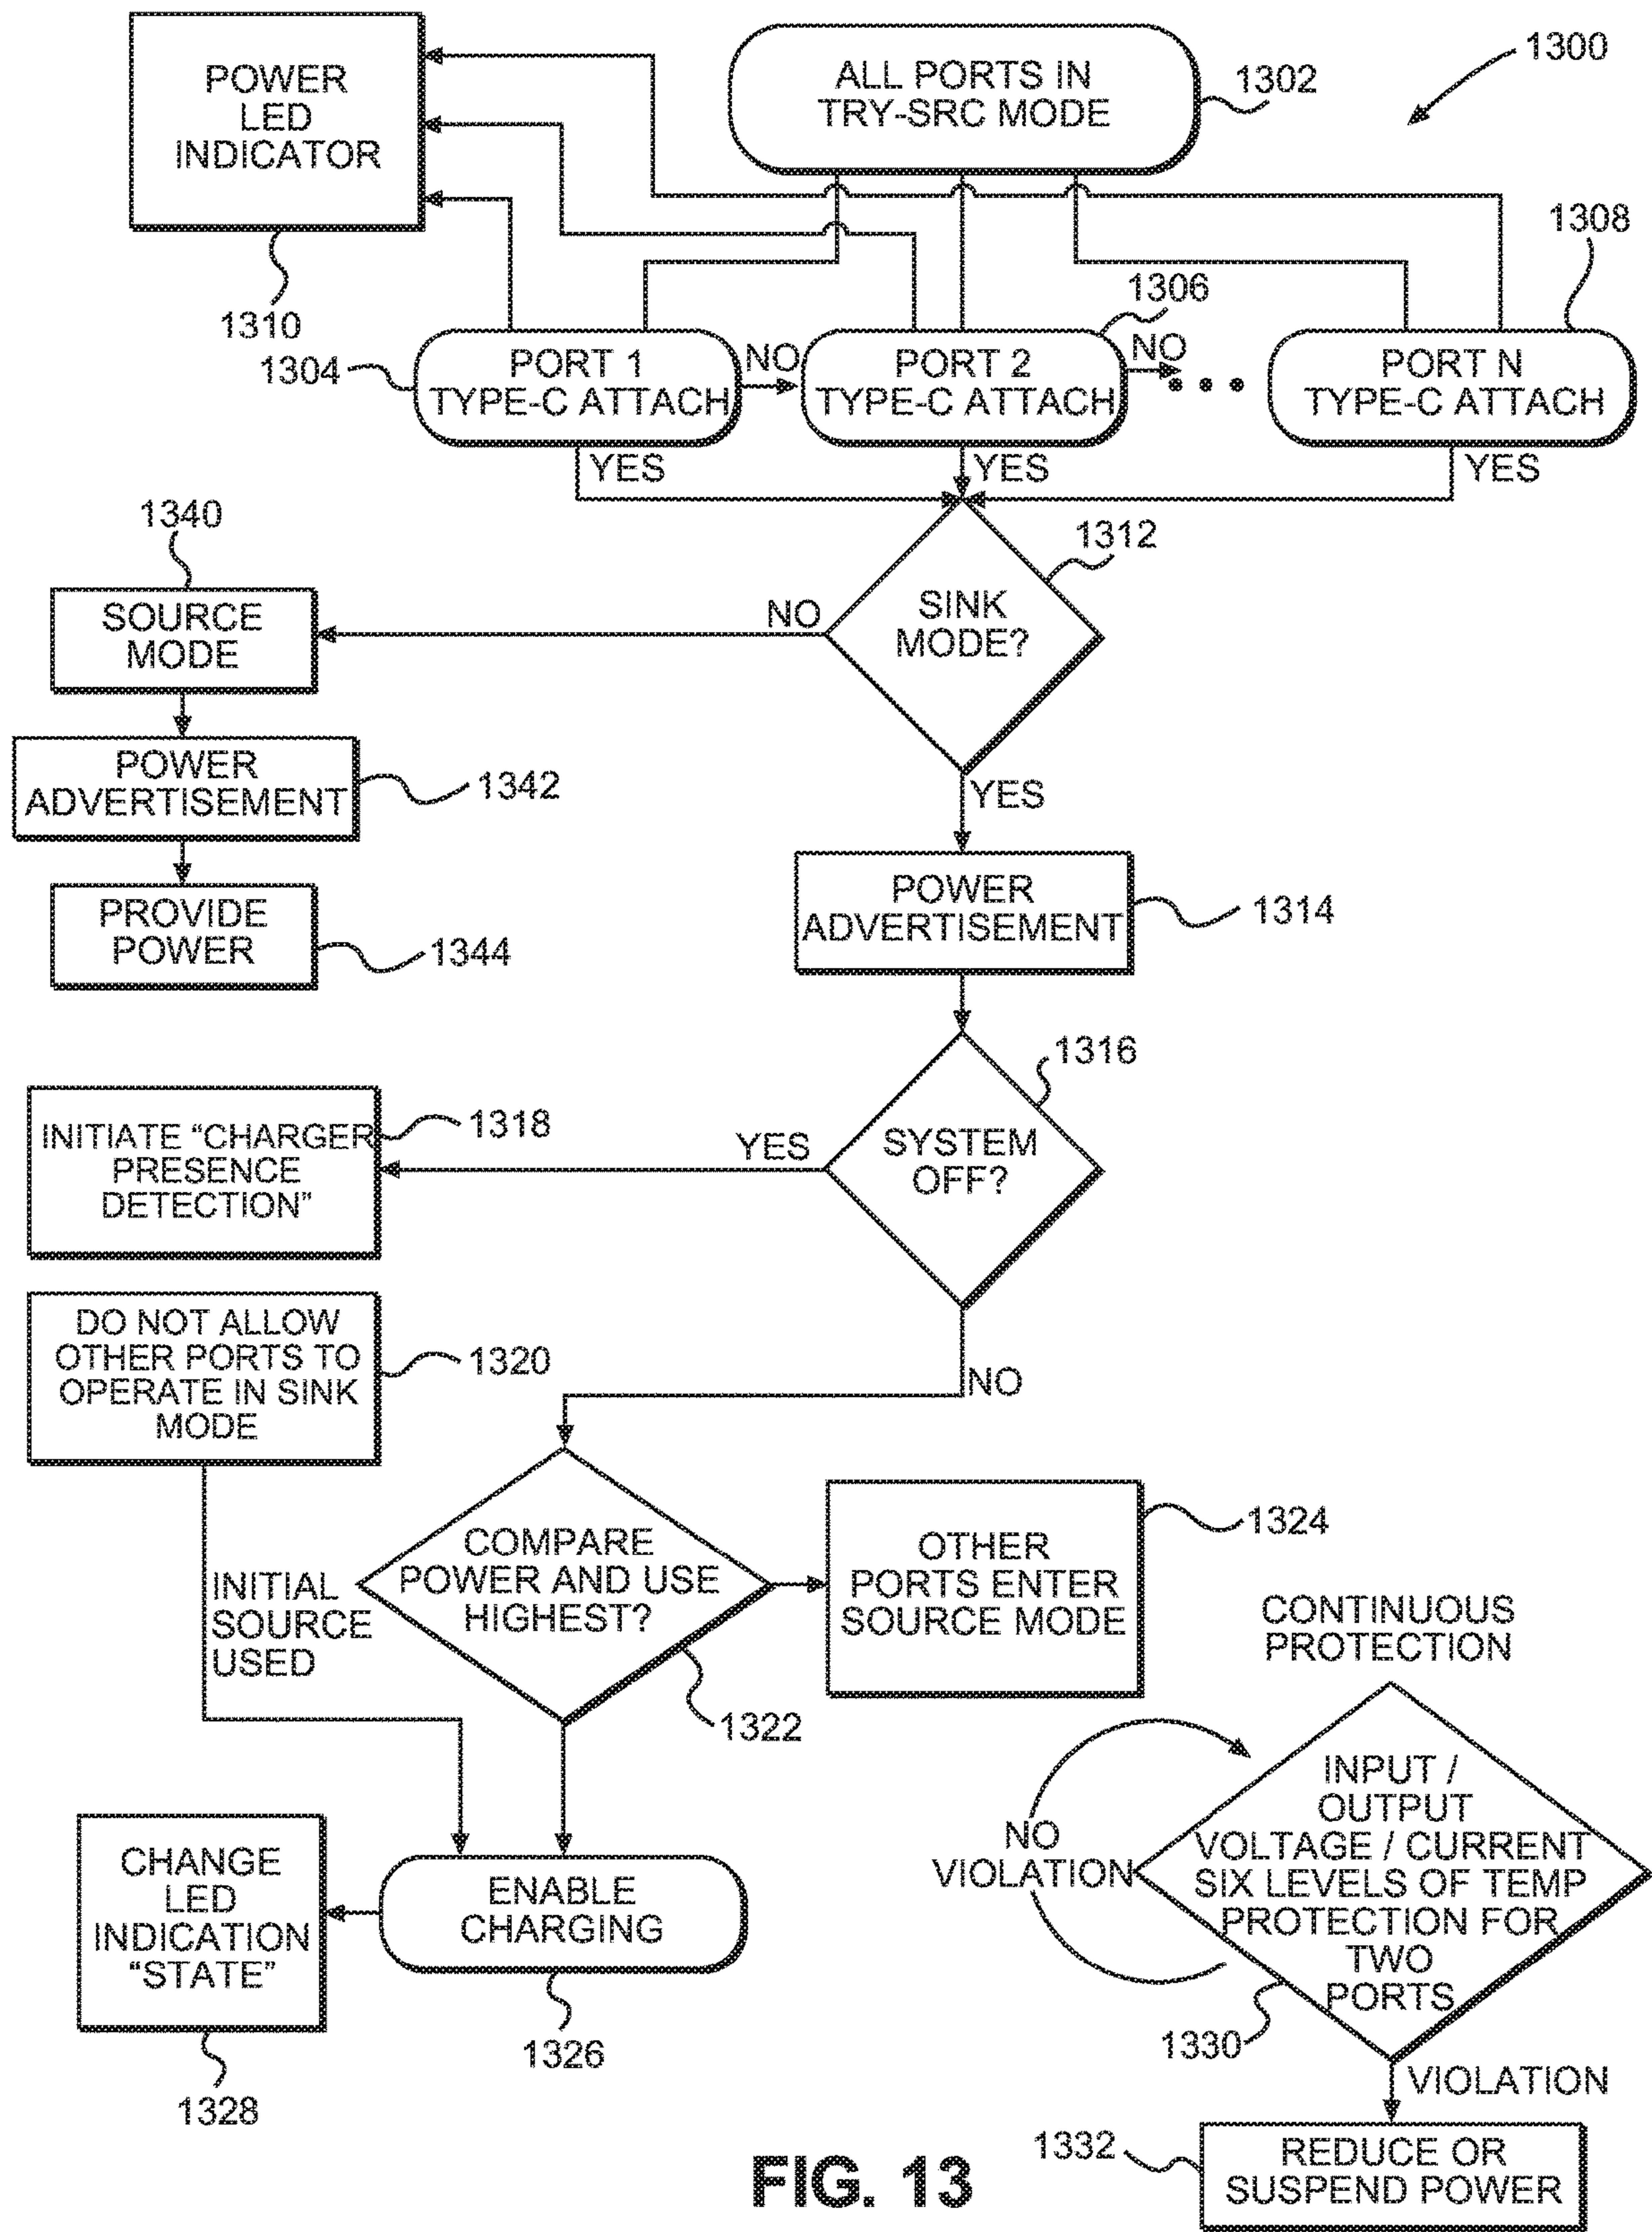 POWER
LED
INDICATOR
1310
ALL PORTS IN
TRY-SRC MODE
1302
1300
1308
1306
1304
PORT 1
TYPE-C ATTACH
NO
PORT 2
TYPE-C ATTACH
NO
• • •
PORT N
TYPE-C ATTACH
YES
YES
YES
1340
SOURCE
MODE
NO
SINK
MODE?
1312
POWER
ADVERTISEMENT
1342
YES
PROVIDE
POWER
1344
POWER
ADVERTISEMENT
1314
INITIATE “CHARGER
PRESENCE
DETECTION”
1318
YES
SYSTEM
OFF?
1316
DO NOT ALLOW
OTHER PORTS TO
OPERATE IN SINK
MODE
1320
NO
INITIAL
SOURCE
USED
COMPARE
POWER AND USE
HIGHEST?
1322
OTHER
PORTS ENTER
SOURCE MODE
1324
CHANGE
LED
INDICATION
“STATE”
1328
ENABLE
CHARGING
1326
CONTINUOUS
PROTECTION
NO
VIOLATION
INPUT /
OUTPUT
VOLTAGE / CURRENT
SIX LEVELS OF TEMP
PROTECTION FOR
TWO
PORTS
1330
VIOLATION
1332
REDUCE OR
SUSPEND POWER
FIG. 13